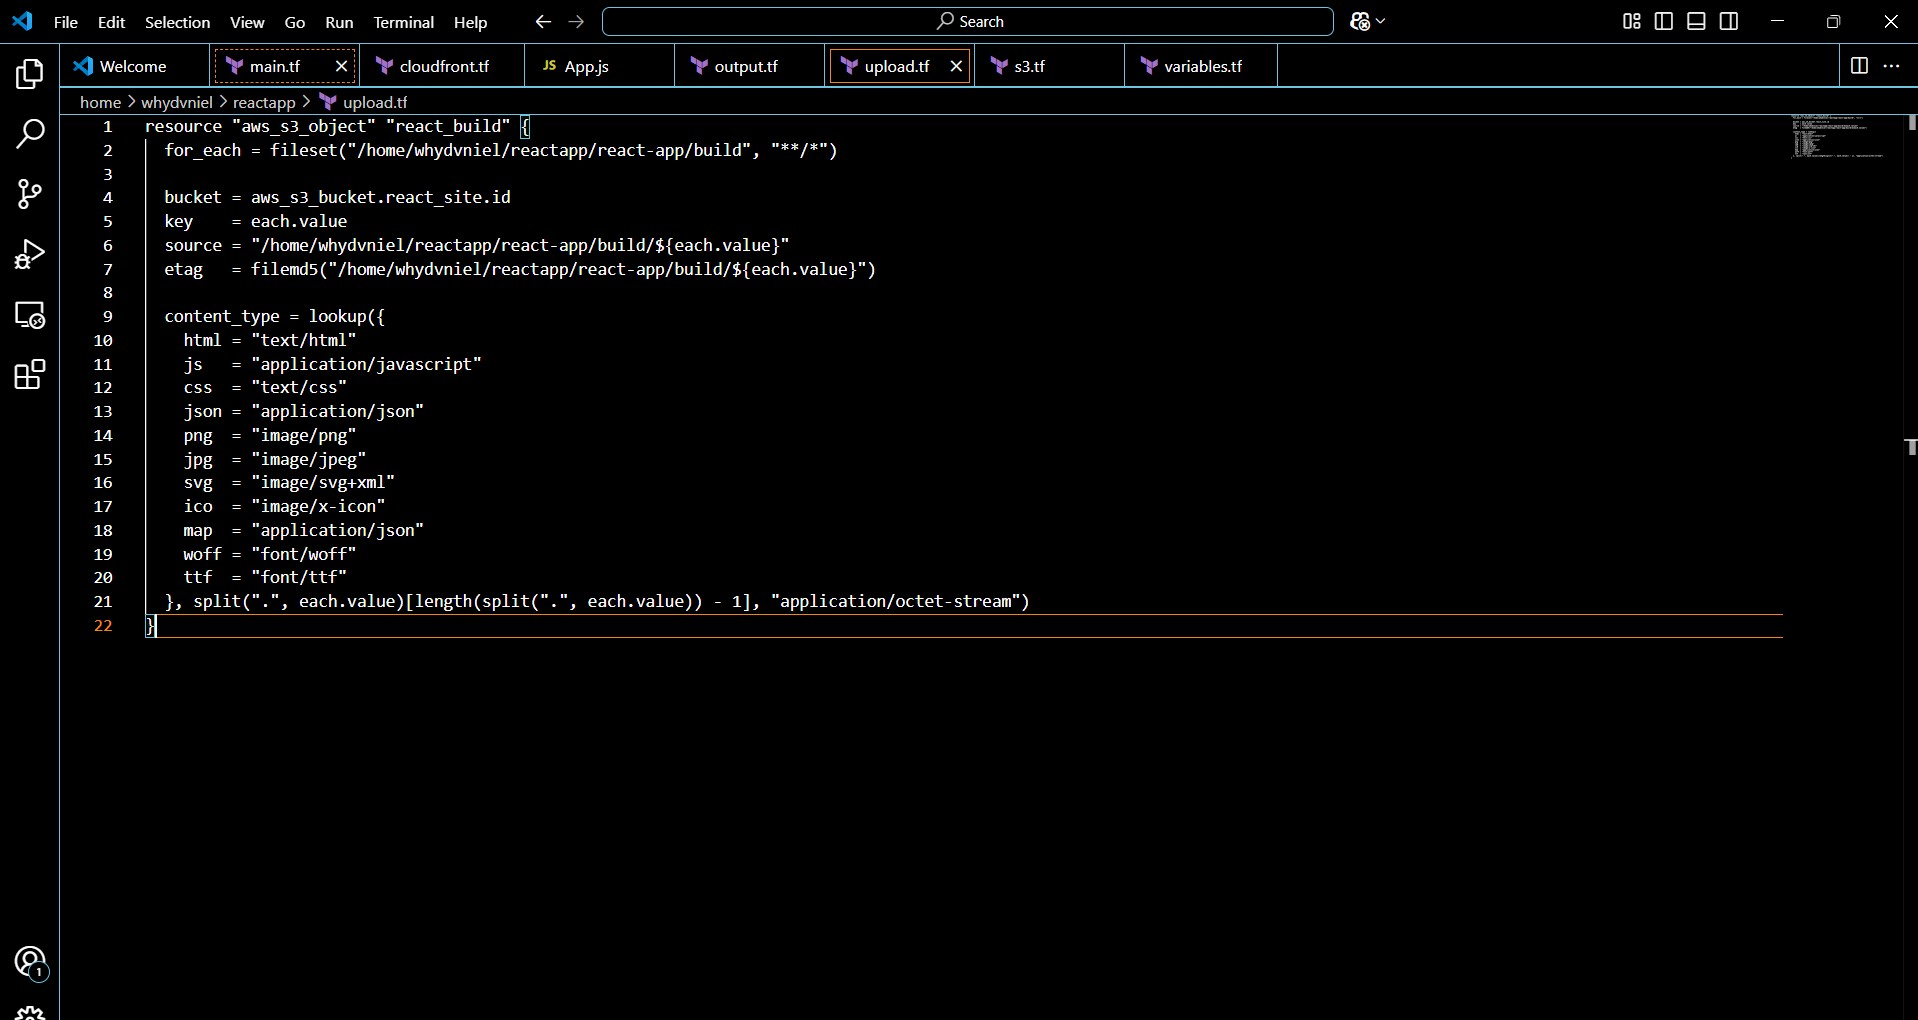 File Edit Selection View Go Run Terminal Help Search
Welcome main.tf cloudfront.tf JS App.js output.tf upload.tf s3.tf variables.tf
home > whydvniel > reactapp > upload.tf
1 resource "aws_s3_object" "react_build" {
2 for_each = fileset("/home/whydvniel/reactapp/react-app/build", "**/*")
3
4 bucket = aws_s3_bucket.react_site.id
5 key    = each.value
6 source = "/home/whydvniel/reactapp/react-app/build/${each.value}"
7 etag   = filemd5("/home/whydvniel/reactapp/react-app/build/${each.value}")
8
9 content_type = lookup({
10 html = "text/html"
11 js   = "application/javascript"
12 css  = "text/css"
13 json = "application/json"
14 png  = "image/png"
15 jpg  = "image/jpeg"
16 svg  = "image/svg+xml"
17 ico  = "image/x-icon"
18 map  = "application/json"
19 woff = "font/woff"
20 ttf  = "font/ttf"
21 }, split(".", each.value)[length(split(".", each.value)) - 1], "application/octet-stream")
22 }
1